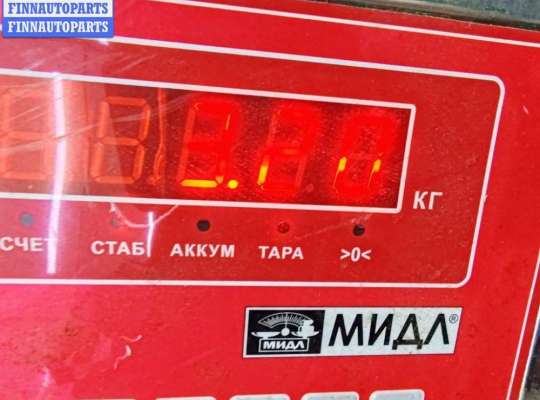 FINNAUTOPARTS
FINNAUTOPARTS
КГ
СЧЕТ СТАБ АККУМ ТАРА >0<
МИДЛ МИДЛ®